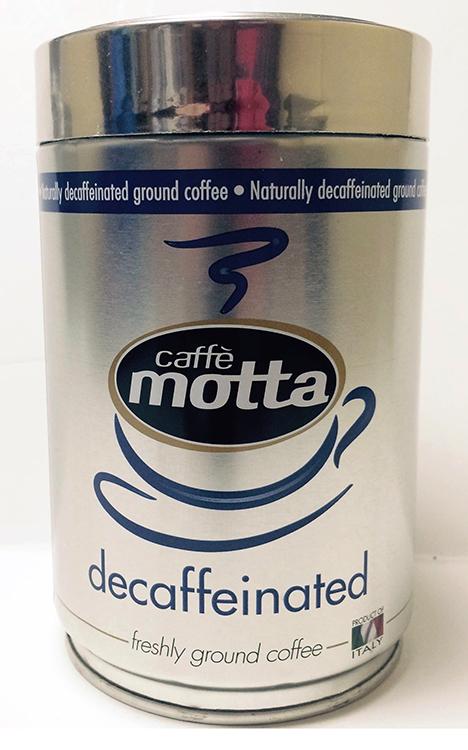 Naturally decaffeinated ground coffee • Naturally decaffeinated ground
caffè
motta
decaffeinated
freshly ground coffee
PRODUCT OF
ITALY